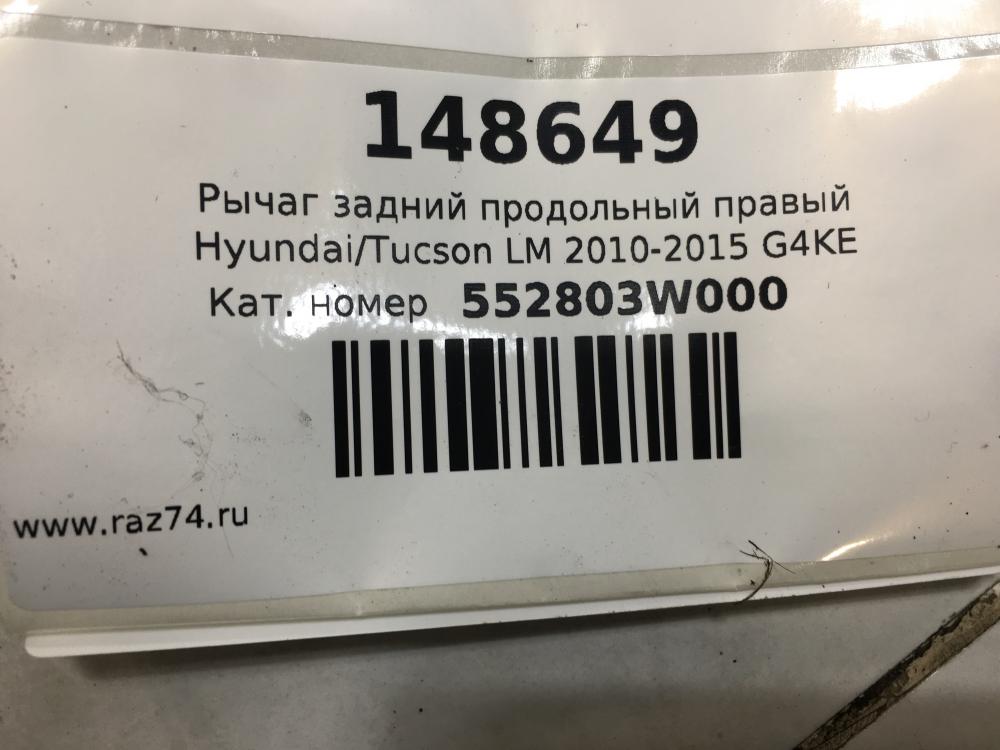 148649
Рычаг задний продольный правый
Hyundai/Tucson LM 2010-2015 G4KE
Кат. номер 552803W000
www.raz74.ru